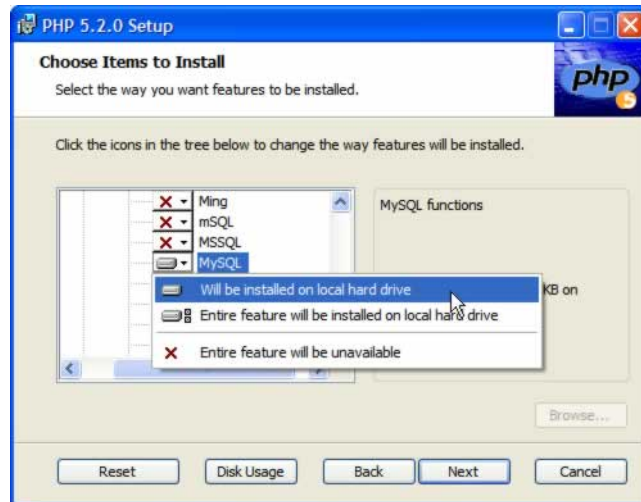 PHP 5.2.0 Setup
Choose Items to Install
Select the way you want features to be installed.
php
Click the icons in the tree below to change the way features will be installed.
Ming
mSQL
MSSQL
MySQL
MySQL functions
Will be installed on local hard drive
KB on
Entire feature will be installed on local hard drive
Entire feature will be unavailable
Browse...
Reset
Disk Usage
Back
Next
Cancel